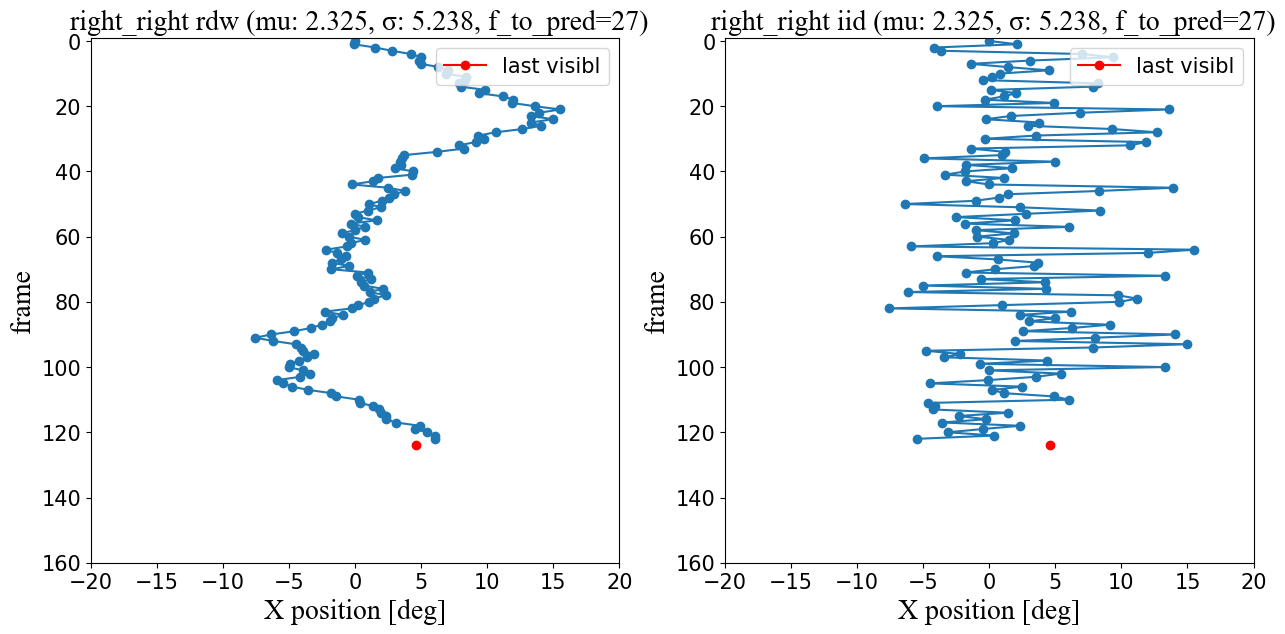 right_right rdw (mu: 2.325, σ: 5.238, f_to_pred=27)
last visibl
frame
0
20
40
60
80
100
120
140
160
−20 −15 −10 −5 0 5 10 15 20
X position [deg]
right_right iid (mu: 2.325, σ: 5.238, f_to_pred=27)
last visibl
frame
0
20
40
60
80
100
120
140
160
−20 −15 −10 −5 0 5 10 15 20
X position [deg]